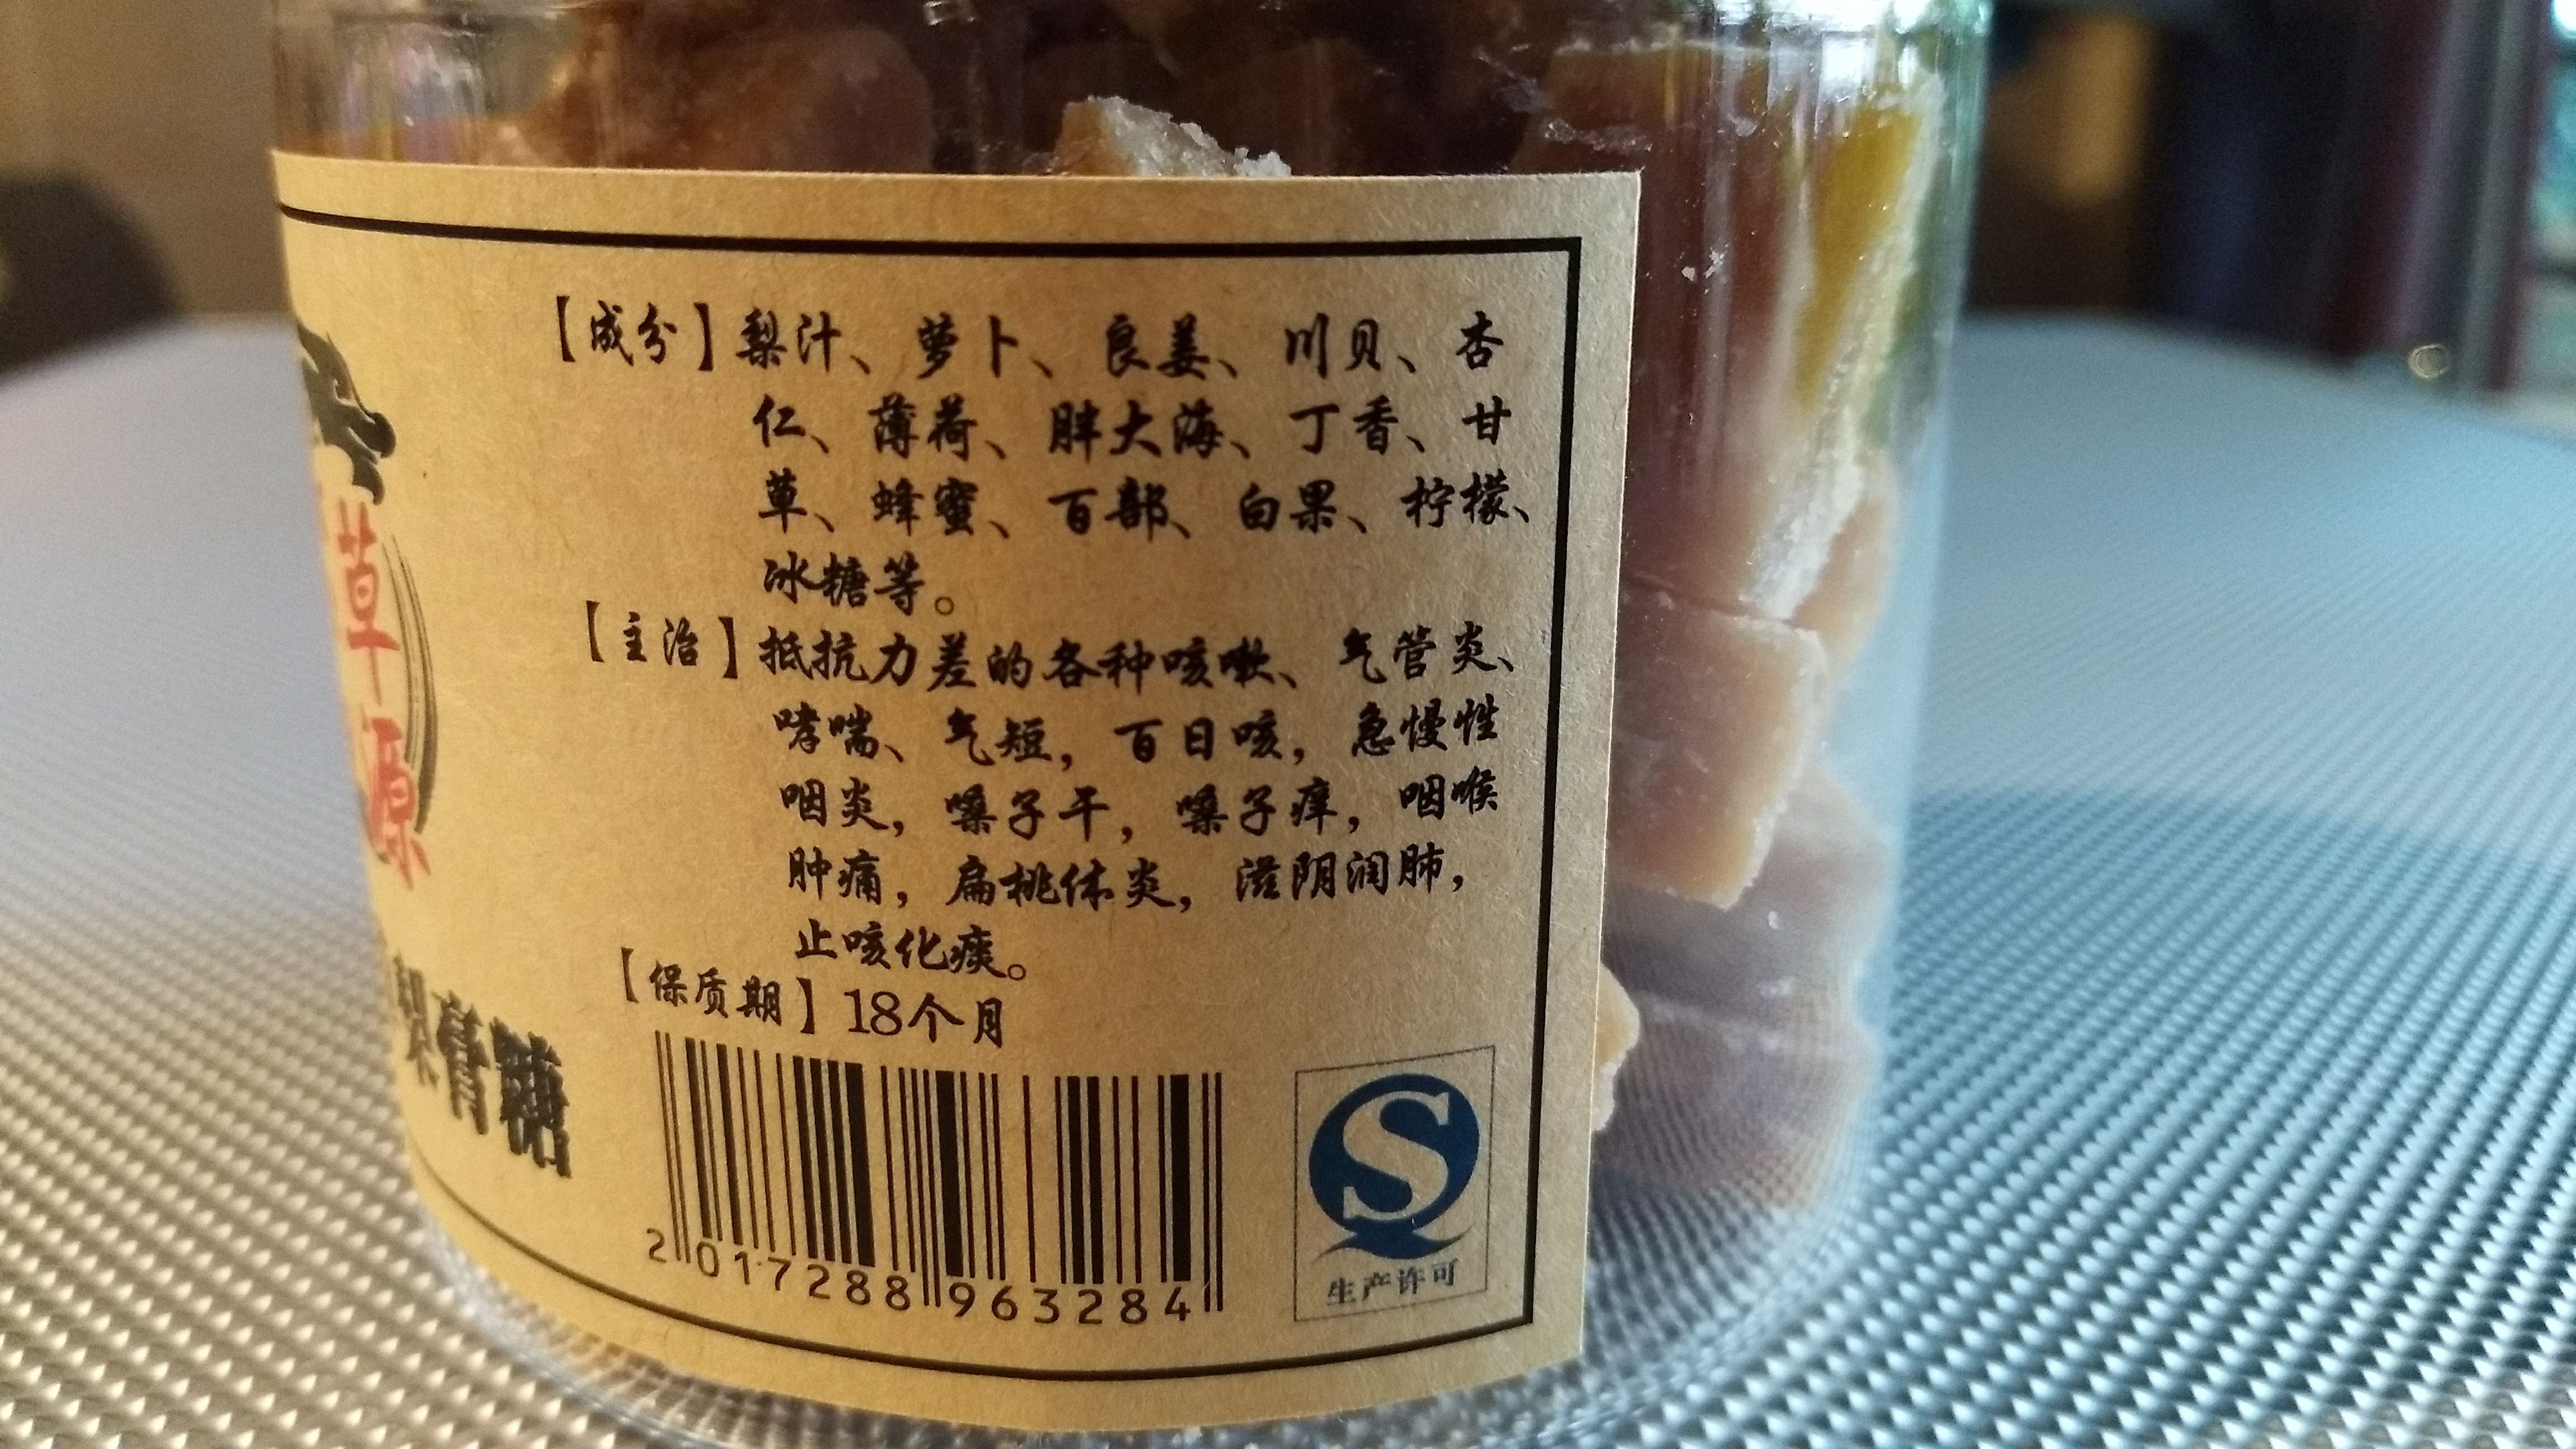 【成分】梨汁、萝卜、良姜、川贝、杏
仁、薄荷、胖大海、丁香、甘
草、蜂蜜、百部、白果、柠檬、
冰糖等。
【主治】抵抗力差的各种咳嗽、气管炎、
哮喘、气短，百日咳，急慢性
咽炎，嗓子干，嗓子痒，咽喉
肿痛，扁桃体炎，滋阴润肺，
止咳化痰。
【保质期】18个月
草源
梨膏糖
2 017288 963284
生产许可